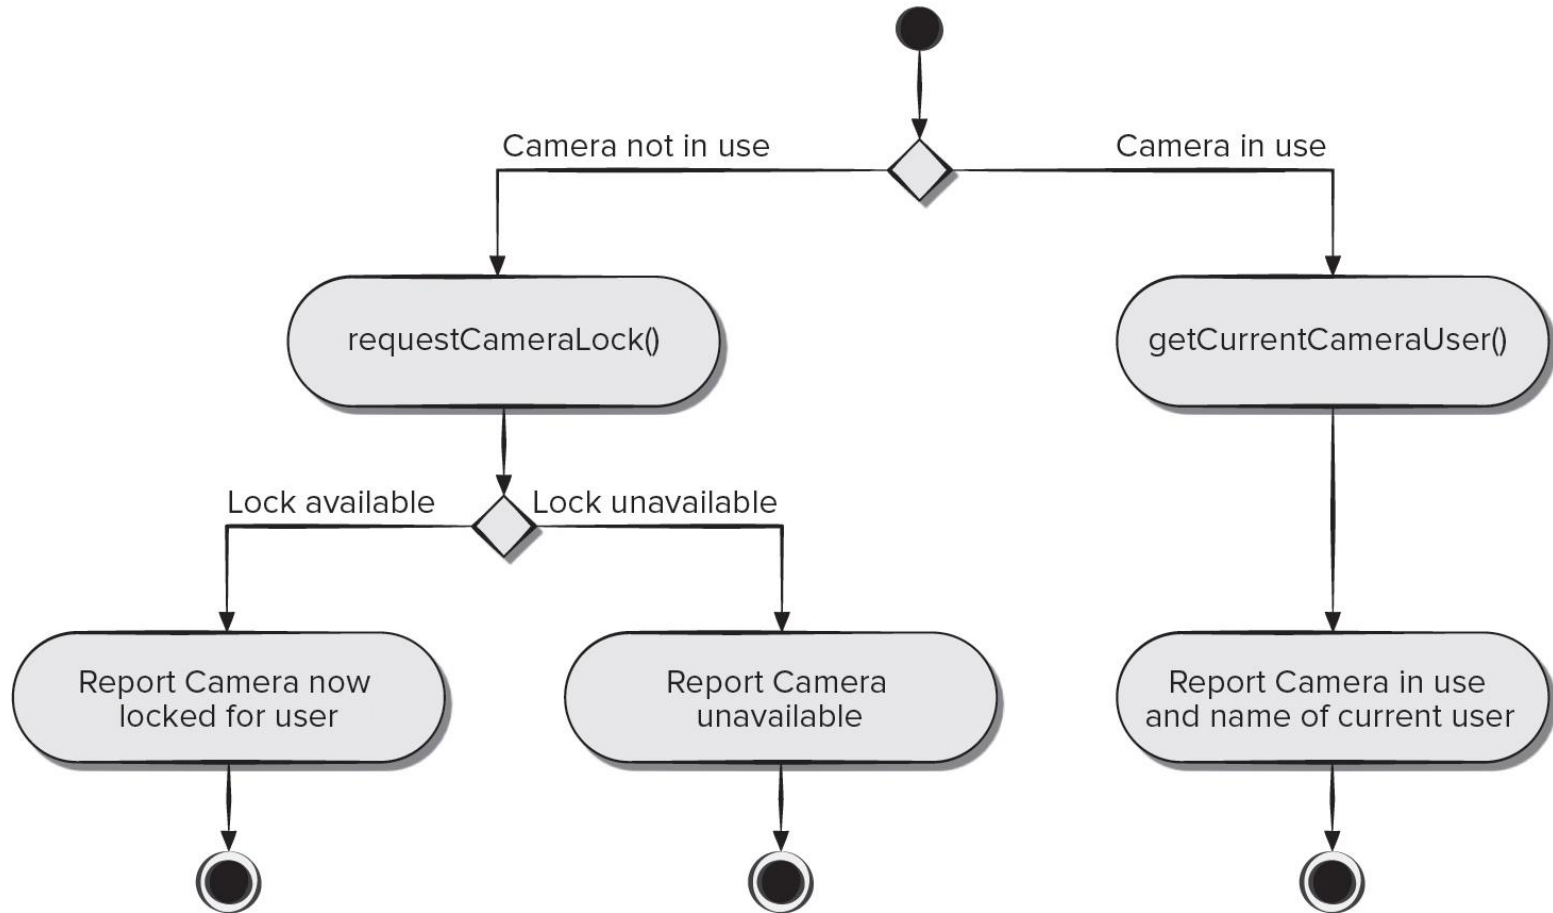 Camera not in use
Camera in use
requestCameraLock()
getCurrentCameraUser()
Lock available
Lock unavailable
Report Camera now
locked for user
Report Camera
unavailable
Report Camera in use
and name of current user